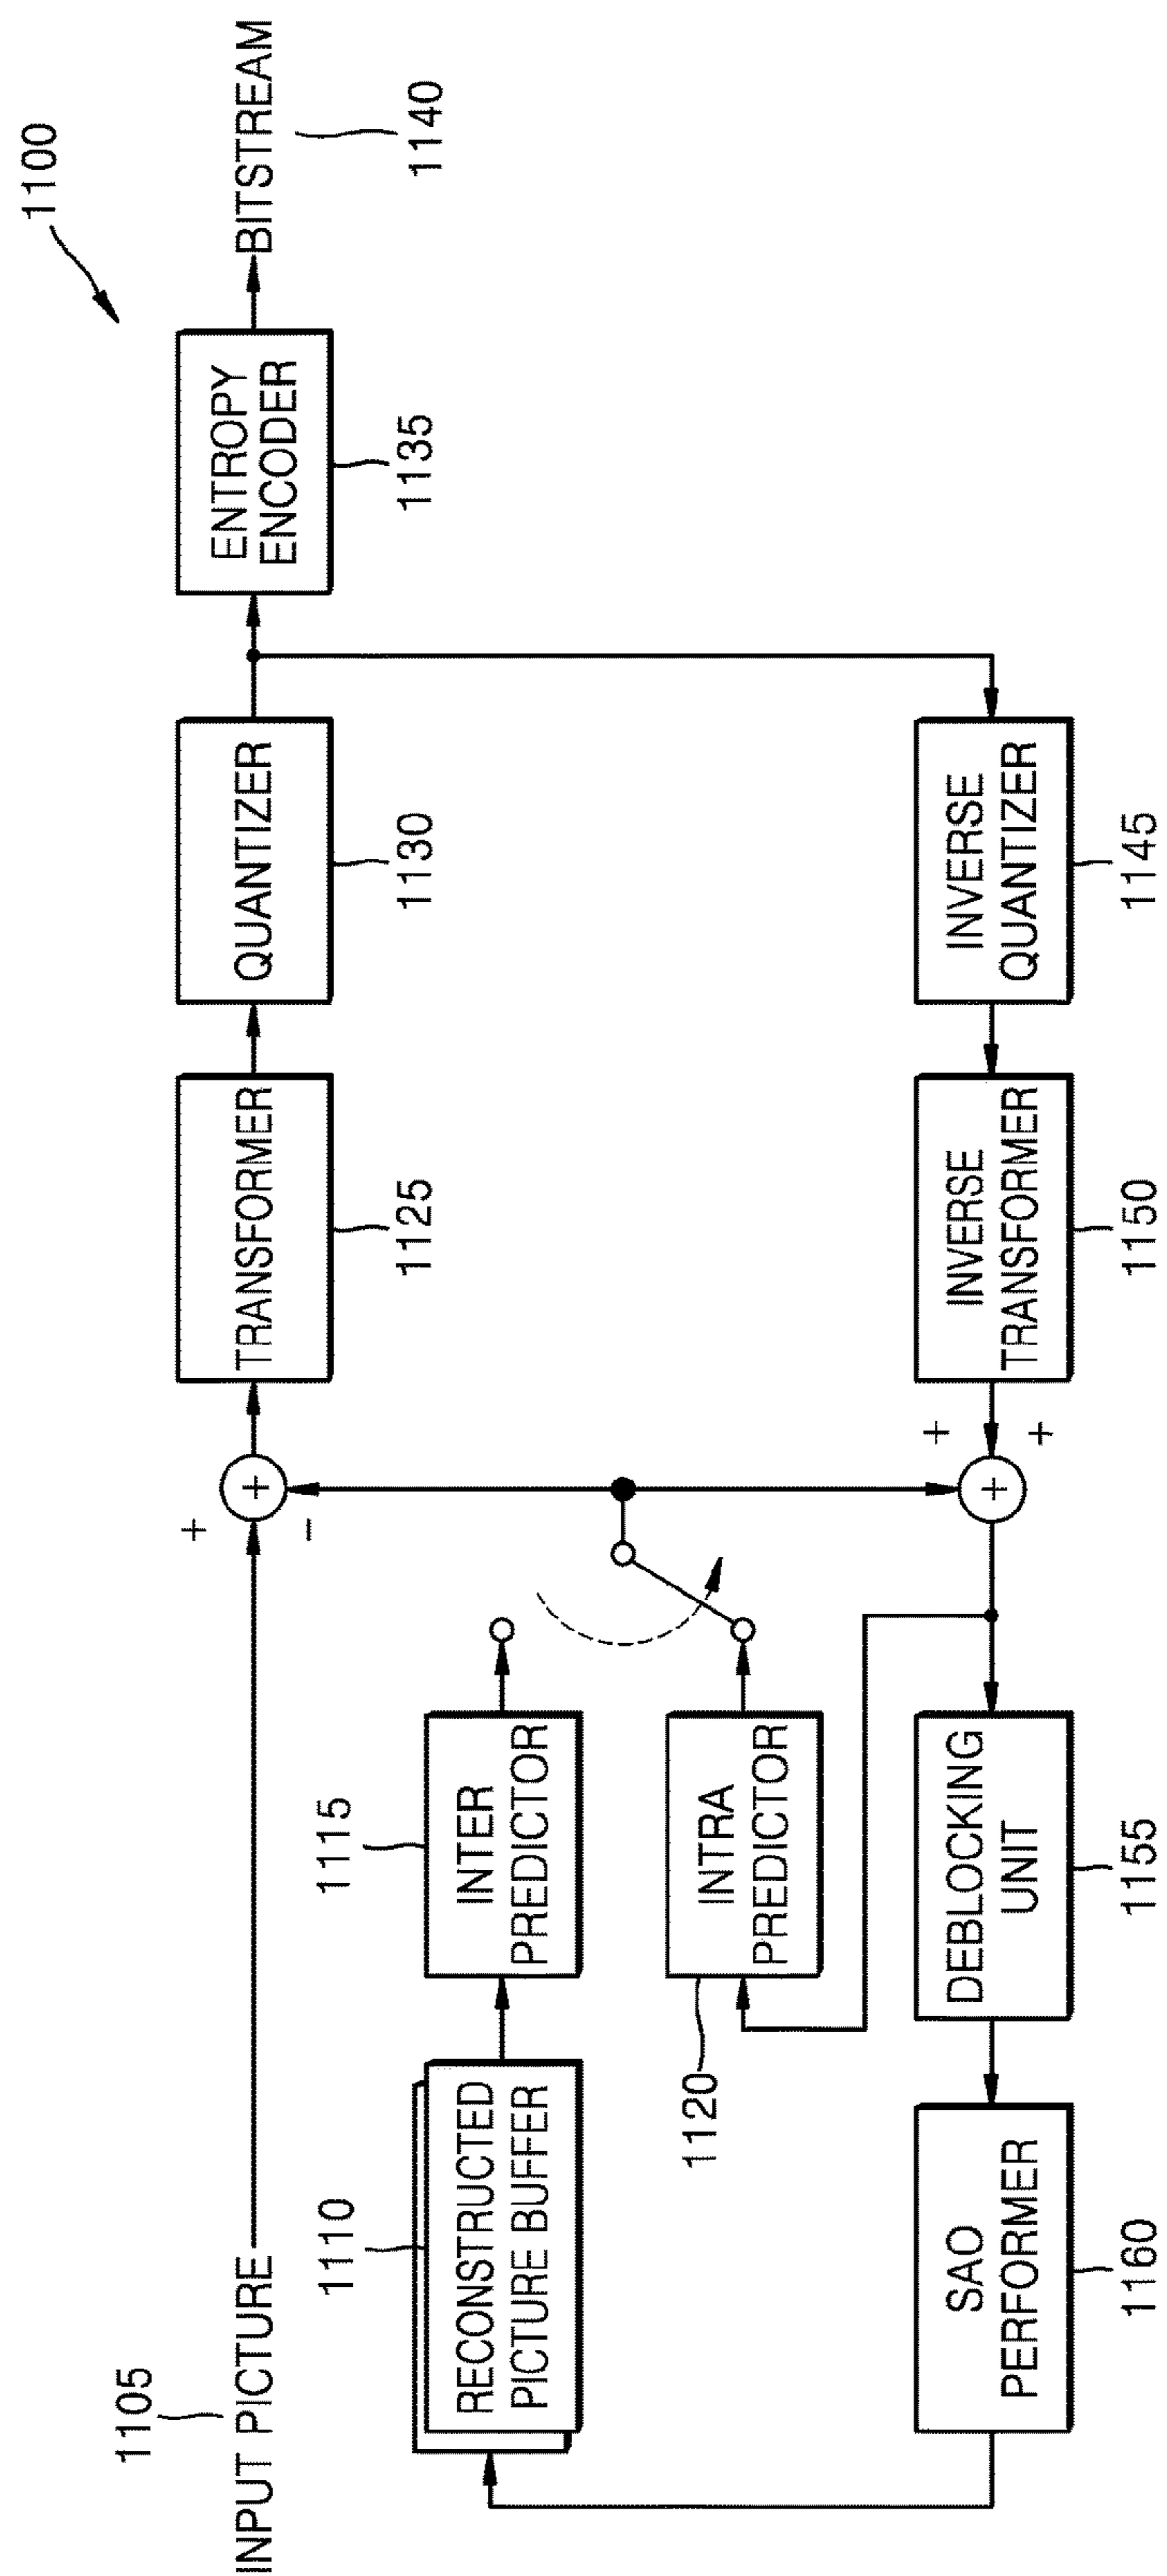 1100
INPUT PICTURE
1105
+
-
+
TRANSFORMER
1125
QUANTIZER
1130
ENTROPY
ENCODER
1135
BITSTREAM
1140
1110
RECONSTRUCTED
PICTURE BUFFER
1115
INTER
PREDICTOR
INTRA
PREDICTOR
1120
SAO
PERFORMER
1160
DEBLOCKING
UNIT
1155
+
+
+
INVERSE
TRANSFORMER
1150
INVERSE
QUANTIZER
1145